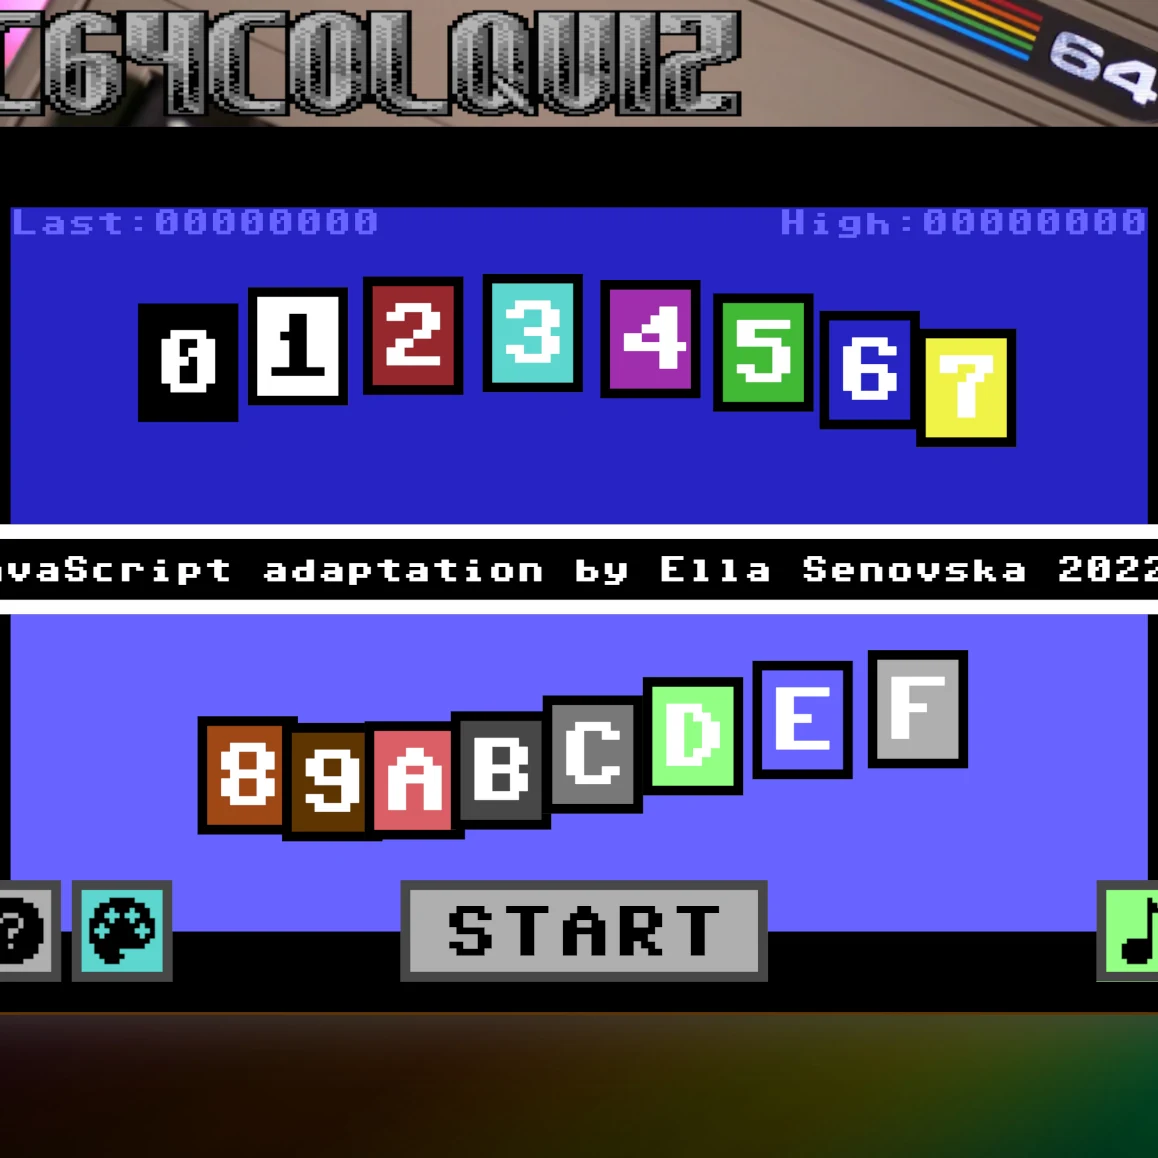 C64COLQUIZ
64
Last:00000000 High:00000000
0 1 2 3 4 5 6 7
avaScript adaptation by Ella Senovska 2022
8 9 A B C D E F
? START